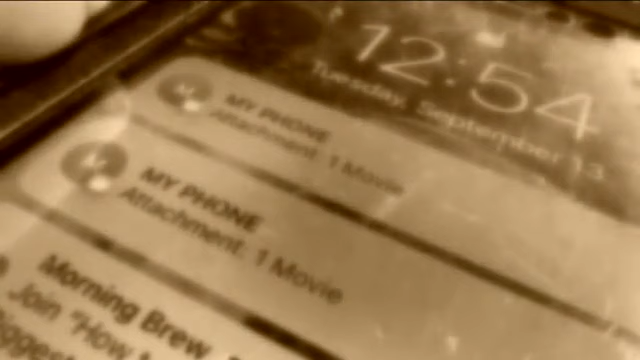 12:54
Tuesday, September 13
MY PHONE
Attachment: 1 Movie
MY PHONE
Attachment: 1 Movie
Morning Brew
Join "How